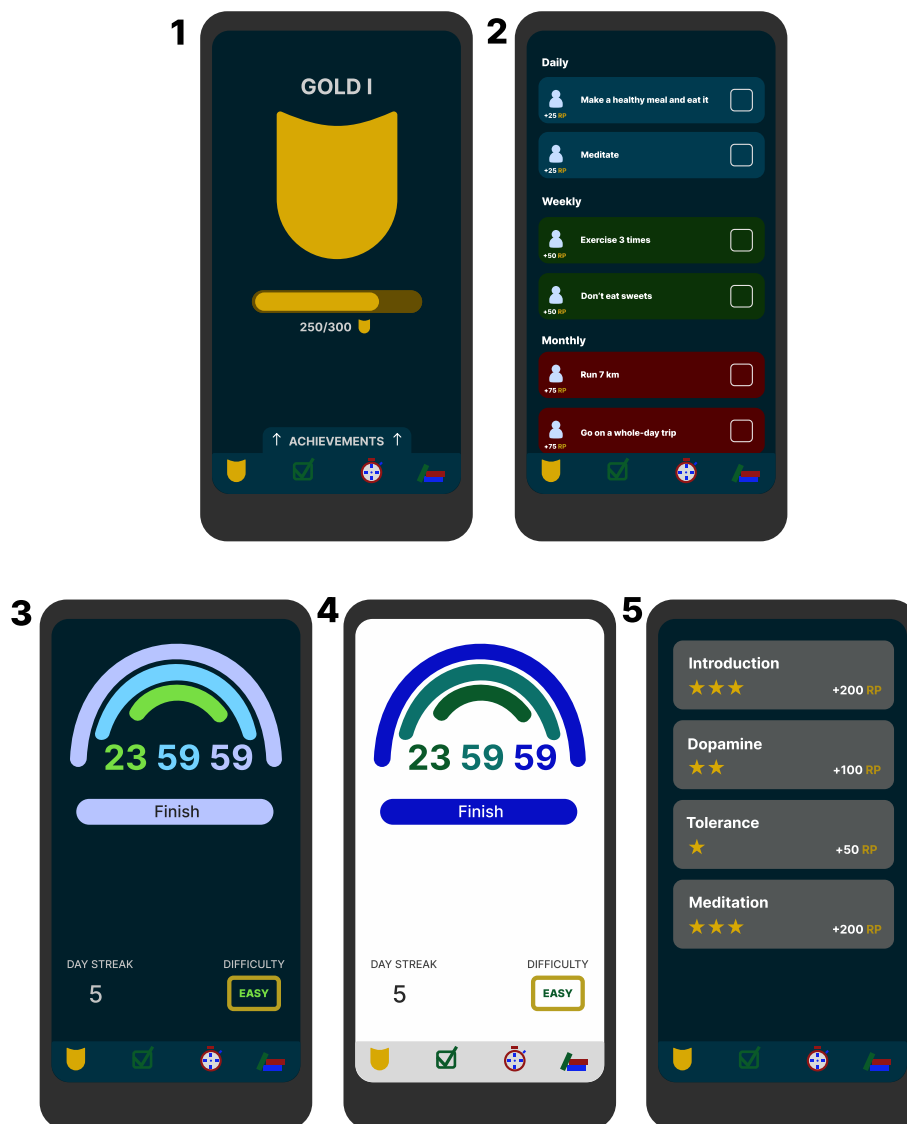 1
GOLD I
250/300
↑ ACHIEVEMENTS ↑
2
Daily
Make a healthy meal and eat it
+25 RP
Meditate
+25 RP
Weekly
Exercise 3 times
+50 RP
Don't eat sweets
+50 RP
Monthly
Run 7 km
+75 RP
Go on a whole-day trip
+75 RP
3
23 59 59
Finish
DAY STREAK DIFFICULTY
5 EASY
4
23 59 59
Finish
DAY STREAK DIFFICULTY
5 EASY
5
Introduction
+200 RP
Dopamine
+100 RP
Tolerance
+50 RP
Meditation
+200 RP